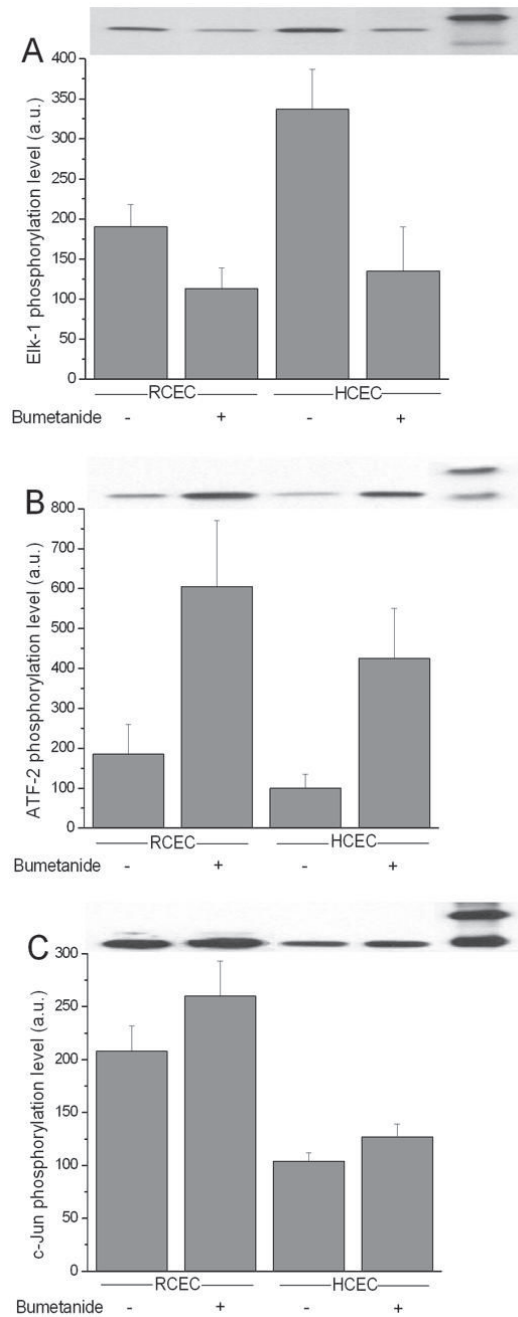 A
Elk-1 phosphorylation level (a.u.)
400
350
300
250
200
150
100
50
0
RCEC HCEC
Bumetanide - + - +
B
ATF-2 phosphorylation level (a.u.)
800
700
600
500
400
300
200
100
0
RCEC HCEC
Bumetanide - + - +
C
c-Jun phosphorylation level (a.u.)
300
250
200
150
100
50
0
RCEC HCEC
Bumetanide - + - +